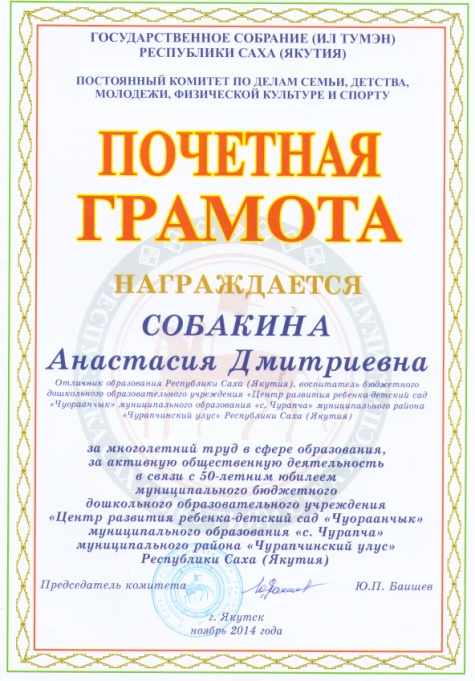 ГОСУДАРСТВЕННОЕ СОБРАНИЕ (ИЛ ТУМЭН)
РЕСПУБЛИКИ САХА (ЯКУТИЯ)
ПОСТОЯННЫЙ КОМИТЕТ ПО ДЕЛАМ СЕМЬИ, ДЕТСТВА,
МОЛОДЕЖИ, ФИЗИЧЕСКОЙ КУЛЬТУРЕ И СПОРТУ
ПОЧЕТНАЯ
ГРАМОТА
НАГРАЖДАЕТСЯ
СОБАКИНА
Анастасия Дмитриевна
Отличник образования Республики Саха (Якутия), воспитатель бюджетного
дошкольного образовательного учреждения «Центр развития ребенка-детский сад
«Чуораанчык» муниципального образования «с. Чурапча» муниципального района
«Чурапчинский улус» Республики Саха (Якутия)
за многолетний труд в сфере образования,
за активную общественную деятельность
в связи с 50-летним юбилеем
муниципального бюджетного
дошкольного образовательного учреждения
«Центр развития ребенка-детский сад «Чуораанчык»
муниципального образования «с. Чурапча»
муниципального района «Чурапчинский улус»
Республики Саха (Якутия)
Председатель комитета Ю.П. Баишев
г. Якутск
ноябрь 2014 года